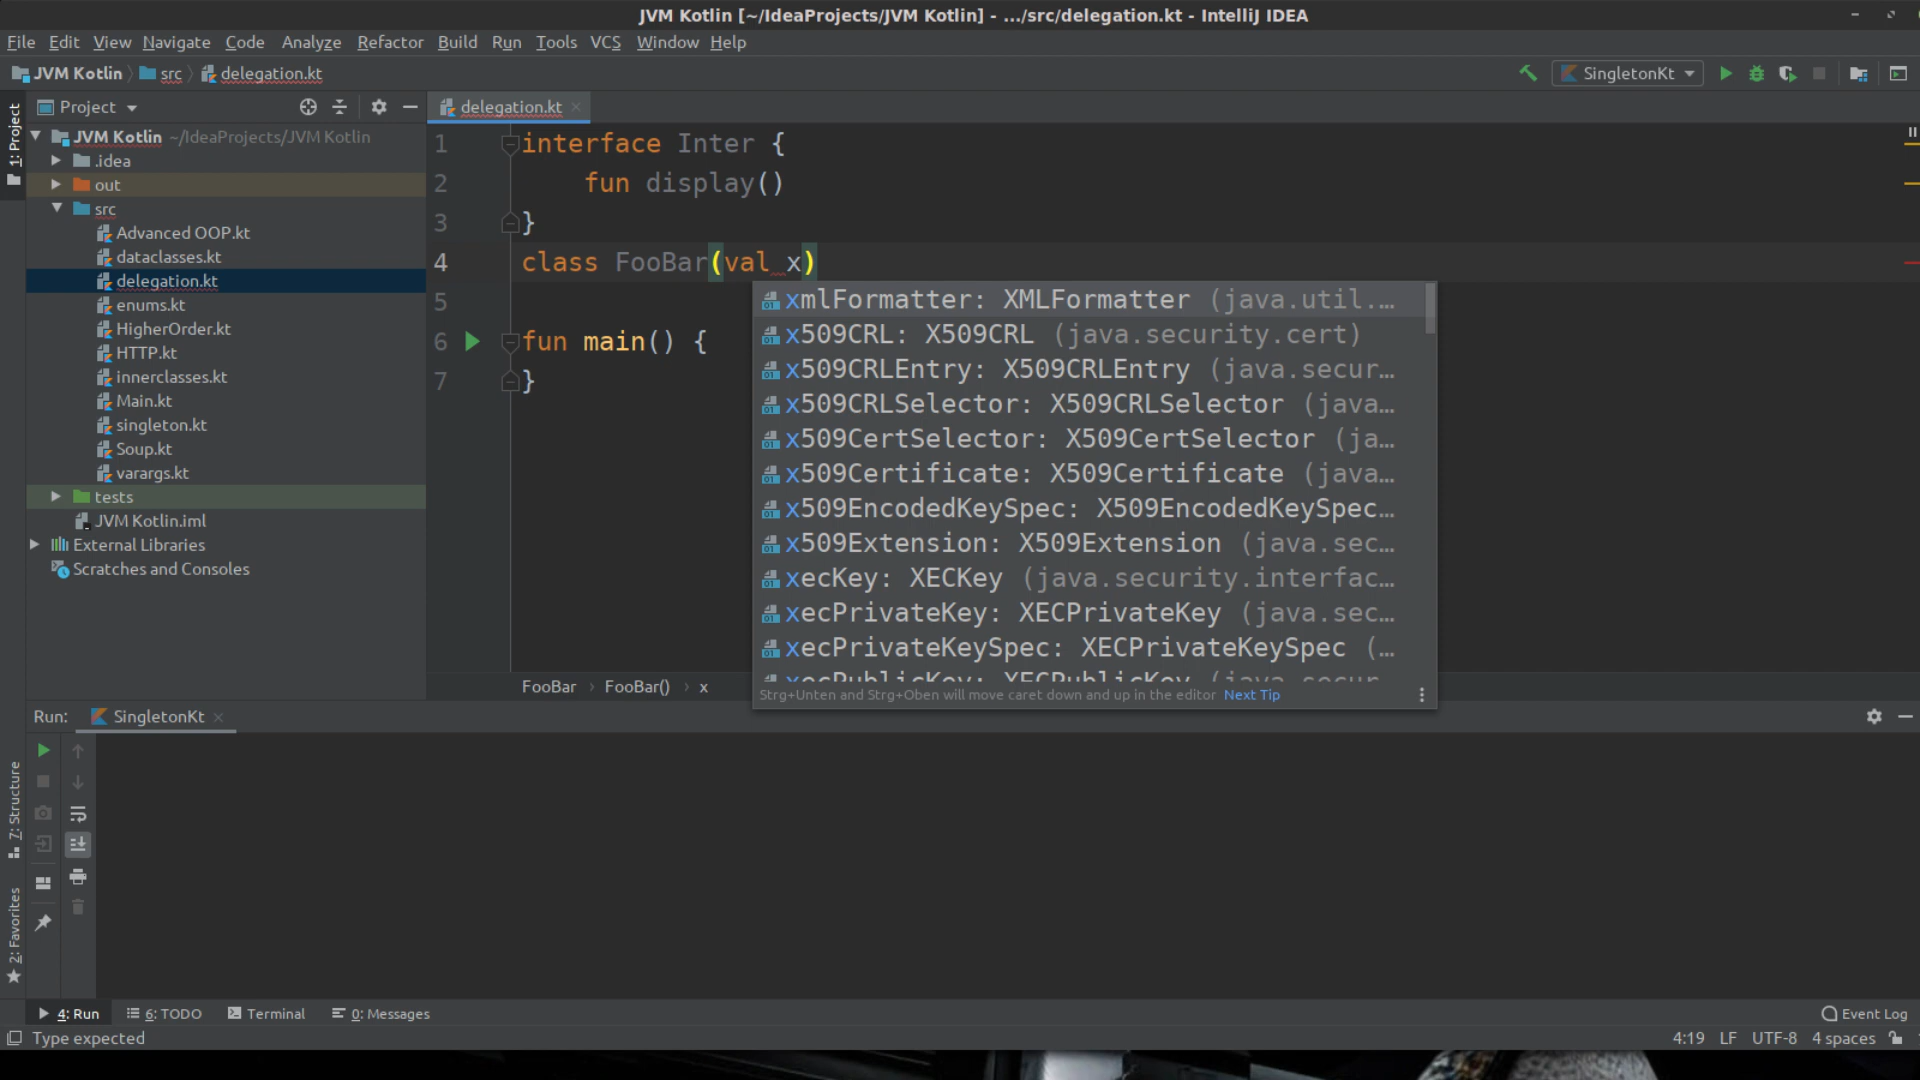 JVM Kotlin [~/IdeaProjects/JVM Kotlin] - .../src/delegation.kt - IntelliJ IDEA
File Edit View Navigate Code Analyze Refactor Build Run Tools VCS Window Help
JVM Kotlin src delegation.kt
SingletonKt
1: Project
Project
JVM Kotlin ~/IdeaProjects/JVM Kotlin
.idea
out
src
Advanced OOP.kt
dataclasses.kt
delegation.kt
enums.kt
HigherOrder.kt
HTTP.kt
innerclasses.kt
Main.kt
singleton.kt
Soup.kt
varargs.kt
tests
JVM Kotlin.iml
External Libraries
Scratches and Consoles
delegation.kt
1 interface Inter {
2 fun display()
3 }
4 class FooBar(val x)
5
6 fun main() {
7 }
xmlFormatter: XMLFormatter (java.util.…
x509CRL: X509CRL (java.security.cert)
x509CRLEntry: X509CRLEntry (java.secur…
x509CRLSelector: X509CRLSelector (java…
x509CertSelector: X509CertSelector (ja…
x509Certificate: X509Certificate (java…
x509EncodedKeySpec: X509EncodedKeySpec…
x509Extension: X509Extension (java.sec…
xecKey: XECKey (java.security.interfac…
xecPrivateKey: XECPrivateKey (java.sec…
xecPrivateKeySpec: XECPrivateKeySpec (…
xecPublicKey: XECPublicKey (java.secur…
Strg+Unten and Strg+Oben will move caret down and up in the editor Next Tip
FooBar FooBar() x
Run: SingletonKt
7: Structure
2: Favorites
4: Run 6: TODO Terminal 0: Messages Event Log
Type expected 4:19 LF UTF-8 4 spaces